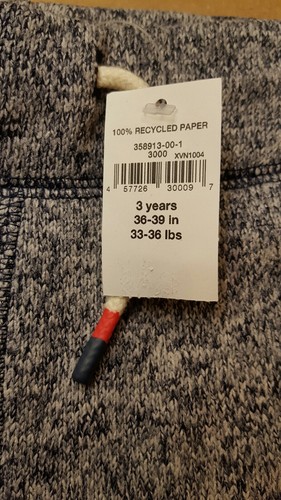 100% RECYCLED PAPER
358913-00-1
3000 XVN1004
4 57726 30009 7
3 years
36-39 in
33-36 lbs